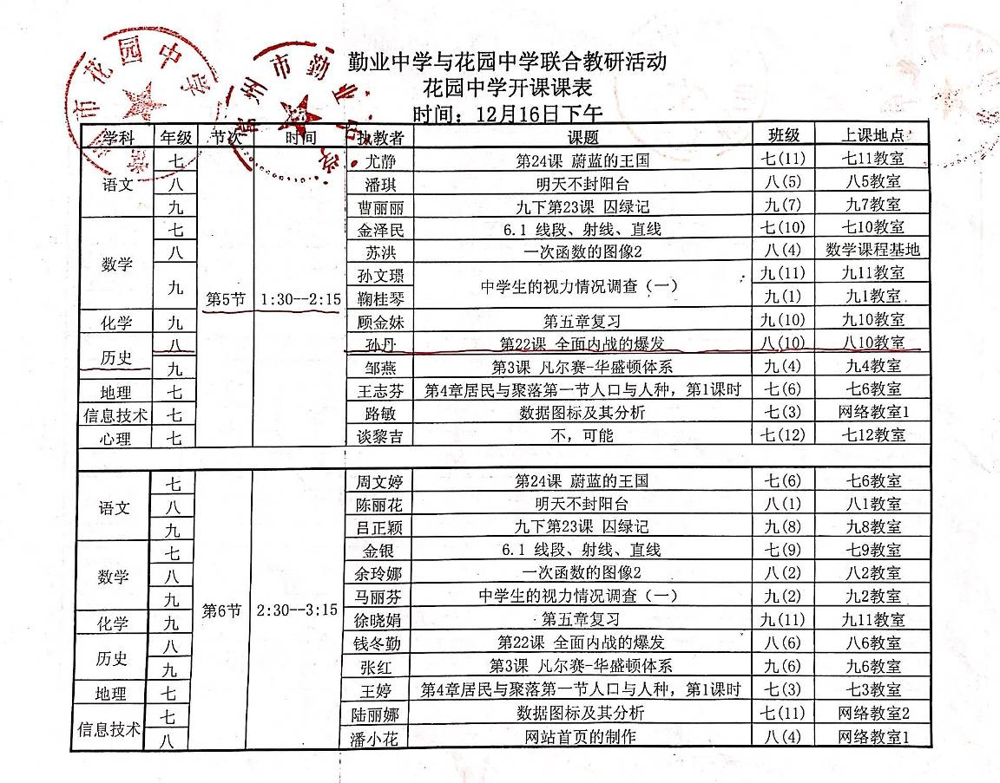 勤业中学与花园中学联合教研活动
花园中学开课课表
时间：12月16日下午
市花园中学
常州市勤业中学
学科 年级 节次 时间 执教者 课题 班级 上课地点
语文 七 第5节 1:30--2:15 尤静 第24课 蔚蓝的王国 七(11) 七11教室
八 潘琪 明天不封阳台 八(5) 八5教室
九 曹丽丽 九下第23课 囚绿记 九(7) 九7教室
数学 七 金泽民 6.1 线段、射线、直线 七(10) 七10教室
八 苏洪 一次函数的图像2 八(4) 数学课程基地
九 孙文璟 中学生的视力情况调查（一） 九(11) 九11教室
鞠桂琴 九(1) 九1教室
化学 九 顾金妹 第五章复习 九(10) 九10教室
历史 八 孙丹 第22课 全面内战的爆发 八(10) 八10教室
九 邹燕 第3课 凡尔赛-华盛顿体系 九(4) 九4教室
地理 七 王志芬 第4章居民与聚落第一节人口与人种，第1课时 七(6) 七6教室
信息技术 七 路敏 数据图标及其分析 七(3) 网络教室1
心理 七 谈黎吉 不，可能 七(12) 七12教室
语文 七 第6节 2:30--3:15 周文婷 第24课 蔚蓝的王国 七(6) 七6教室
八 陈丽花 明天不封阳台 八(1) 八1教室
九 吕正颖 九下第23课 囚绿记 九(8) 九8教室
数学 七 金银 6.1 线段、射线、直线 七(9) 七9教室
八 余玲娜 一次函数的图像2 八(2) 八2教室
九 马丽芬 中学生的视力情况调查（一） 九(2) 九2教室
化学 九 徐晓娟 第五章复习 九(11) 九11教室
历史 八 钱冬勤 第22课 全面内战的爆发 八(6) 八6教室
九 张红 第3课 凡尔赛-华盛顿体系 九(6) 九6教室
地理 七 王婷 第4章居民与聚落第一节人口与人种，第1课时 七(3) 七3教室
信息技术 七 陆丽娜 数据图标及其分析 七(11) 网络教室2
八 潘小花 网站首页的制作 八(4) 网络教室1